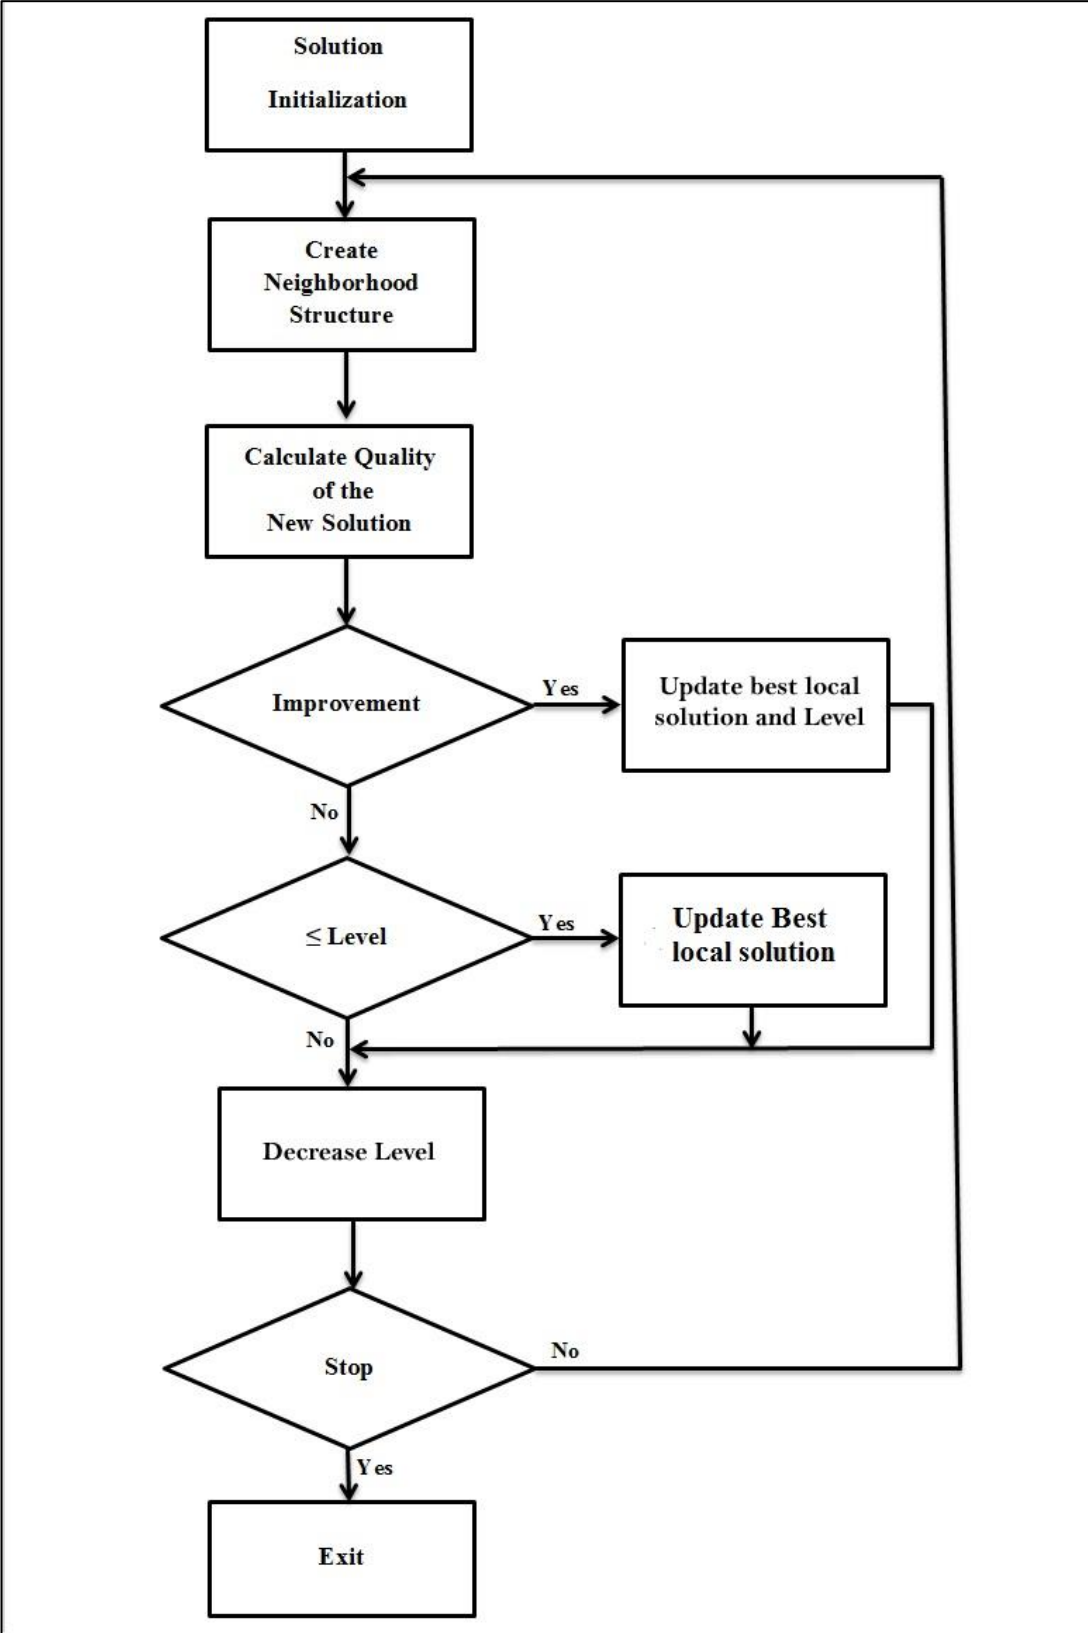 Solution
Initialization
Create
Neighborhood
Structure
Calculate Quality
of the
New Solution
Improvement
Yes
Update best local
solution and Level
No
≤ Level
Yes
Update Best
local solution
No
Decrease Level
Stop
No
Yes
Exit